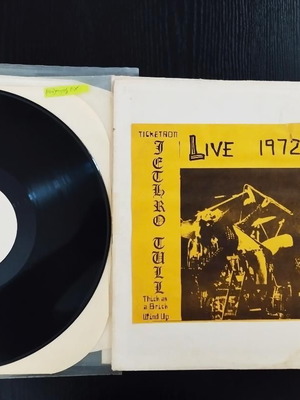 TICKETRON
JETHRO TULL
Thick as
a Brick
Wind Up
LIVE 1972